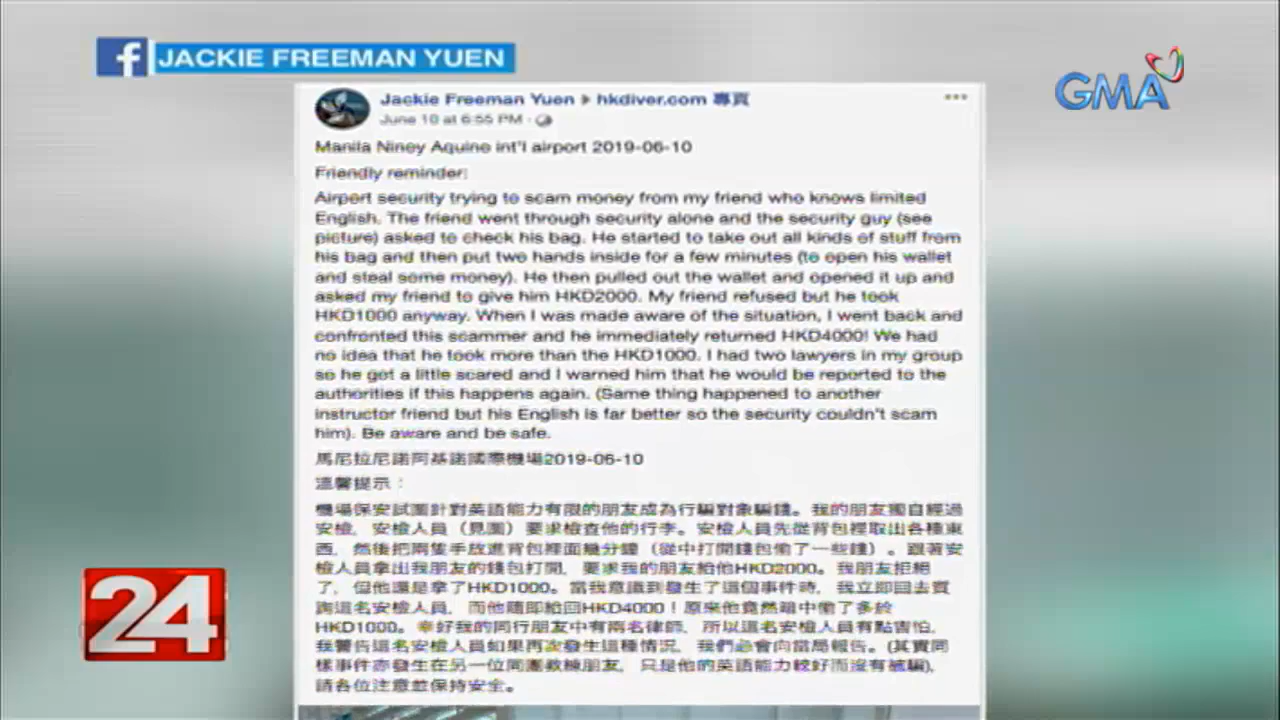 JACKIE FREEMAN YUEN
GMA
Jackie Freeman Yuen ▸ hkdiver.com 專頁
June 10 at 6:55 PM ·
Manila Niney Aquino int'l airport 2019-06-10
Friendly reminder:
Airport security trying to scam money from my friend who knows limited
English. The friend went through security alone and the security guy (see
picture) asked to check his bag. He started to take out all kinds of stuff from
his bag and then put two hands inside for a few minutes (to open his wallet
and steal some money). He then pulled out the wallet and opened it up and
asked my friend to give him HKD2000. My friend refused but he took
HKD1000 anyway. When I was made aware of the situation, I went back and
confronted this scammer and he immediately returned HKD4000! We had
no idea that he took more than the HKD1000. I had two lawyers in my group
so he got a little scared and I warned him that he would be reported to the
authorities if this happens again. (Same thing happened to another
instructor friend but his English is far better so the security couldn't scam
him). Be aware and be safe.
馬尼拉尼諾阿基諾國際機場2019-06-10
溫馨提示：
機場保安試圖針對英語能力有限的朋友成為行騙對象騙錢。我的朋友獨自經過
安檢，安檢人員（見圖）要求檢查他的行李。安檢人員先從背包裡取出各種東
西，然後把兩隻手放進背包裡面幾分鐘（從中打開錢包偷了一些錢）。跟著安
檢人員拿出我朋友的錢包打開，要求我的朋友給他HKD2000。我朋友拒絕
了，但他還是拿了HKD1000。當我意識到發生了這個事件時，我立即回去質
詢這名安檢人員，而他隨即給回HKD4000！原來他竟然暗中偷了多於
HKD1000。幸好我的同行朋友中有兩名律師，所以這名安檢人員有點害怕，
我警告這名安檢人員如果再次發生這種情況，我們必會向當局報告。(其實同
樣事件亦發生在另一位同團教練朋友，只是他的英語能力較好而沒有被騙),
請各位注意並保持安全。
24